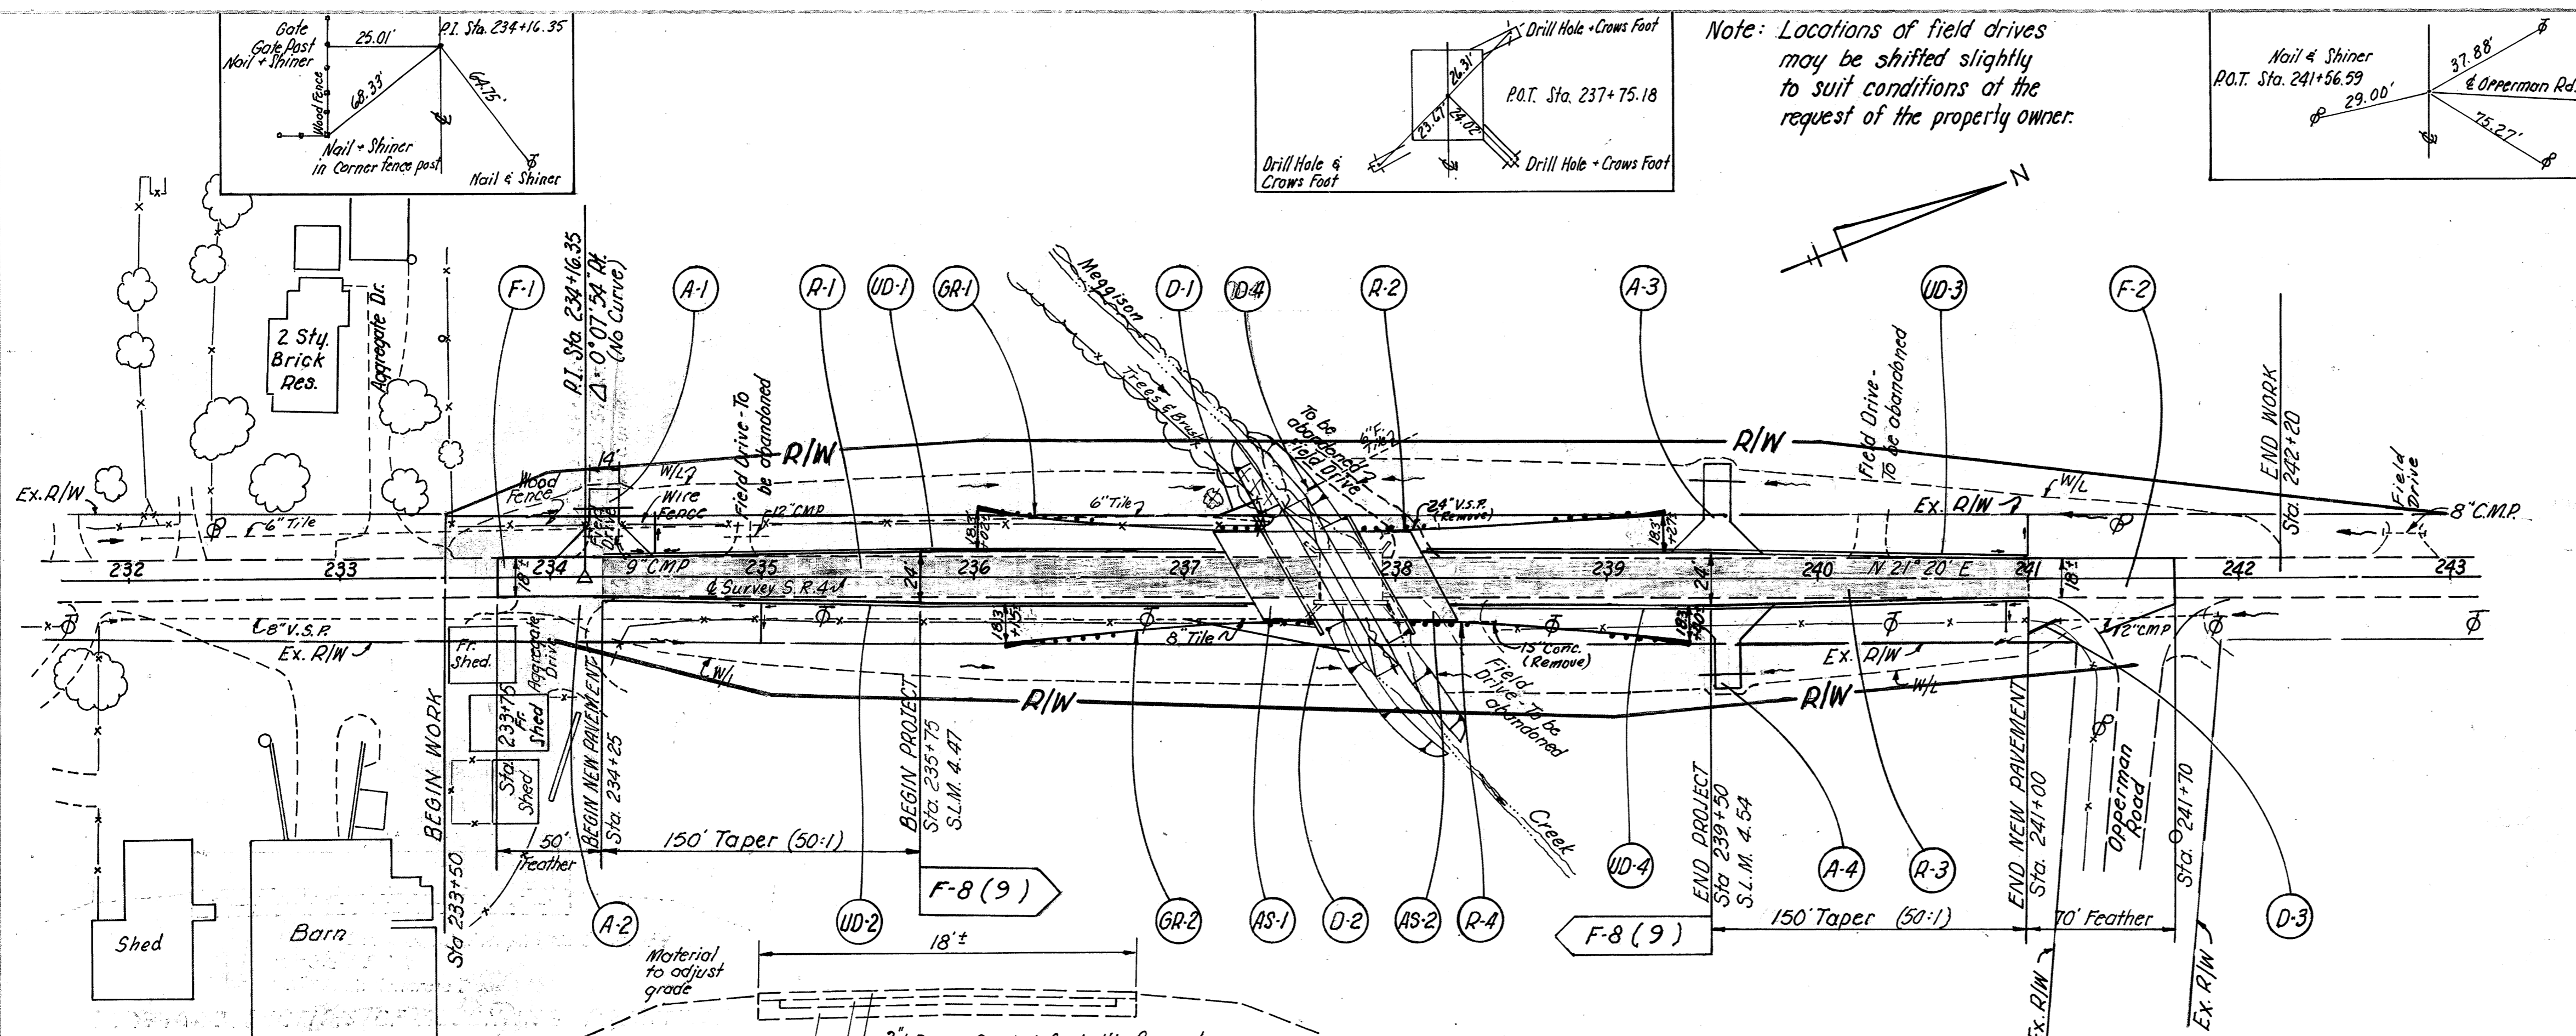 Gate
Gate Post
Nail + Shiner
25.01'
P.I. Sta. 234+16.35
Wood Fence
68.33'
64.75'
Nail + Shiner
in Corner fence post
Nail & Shiner
Drill Hole + Crows Foot
26.31'
P.O.T. Sta. 237+75.18
23.67'
24.02'
Drill Hole &
Crows Foot
Drill Hole + Crows Foot
Note: Locations of field drives
may be shifted slightly
to suit conditions at the
request of the property owner.
Nail & Shiner
P.O.T. Sta. 241+56.59
29.00'
37.88'
℄ Opperman Rd.
75.27'
N
2 Sty.
Brick
Res.
Aggregate Dr.
P.I. Sta. 234+16.35
Δ = 0°07'54" Rt.
(No Curve)
F-1
A-1
R-1
UD-1
GR-1
Meggison
D-1
D-4
R-2
A-3
UD-3
F-2
Trees & Brush
To be
abandoned
Field Drive
Field Drive-To
be abandoned
Field Drive-
To be abandoned
END WORK
Sta. 242+20
R/W
R/W
14'
W/L
Wood
Fence
Wire
Fence
Field
Drive
12" CMP
6" Tile
24" V.S.P.
(Remove)
Ex. R/W
W/L
Field
Drive
8" C.M.P.
Ex. R/W
6" Tile
18.3'
18.3'
+27.5
232
233
234
9" CMP
235
236
237
238
239
240
N 21° 20' E
241
242
243
18'±
℄ Survey S.R. 4
24'
24'
18'±
8" V.S.P.
Ex. R/W
Fr.
Shed.
Aggregate
Drive
18.3'
+15
8" Tile
15" Conc.
(Remove)
18.3'
Ex. R/W
12" CMP
W/L
R/W
Field
Drive-To be
abandoned
R/W
W/L
BEGIN WORK
Sta 233+50
Sta. 233+75
Fr.
Shed
Shed
BEGIN NEW PAVEMENT
Sta. 234+25
BEGIN PROJECT
Sta. 235+75
S.L.M. 4.47
Creek
END PROJECT
Sta 239+50
S.L.M. 4.54
END NEW PAVEMENT
Sta. 241+00
Opperman
Road
Sta. 241+70
50'
Feather
150' Taper (50:1)
F-8 (9)
150' Taper (50:1)
70' Feather
F-8 (9)
A-2
UD-2
GR-2
AS-1
D-2
AS-2
R-4
UD-4
A-4
R-3
D-3
Shed
Barn
Material
to adjust
grade
18'±
Ex. R/W
Ex. R/W